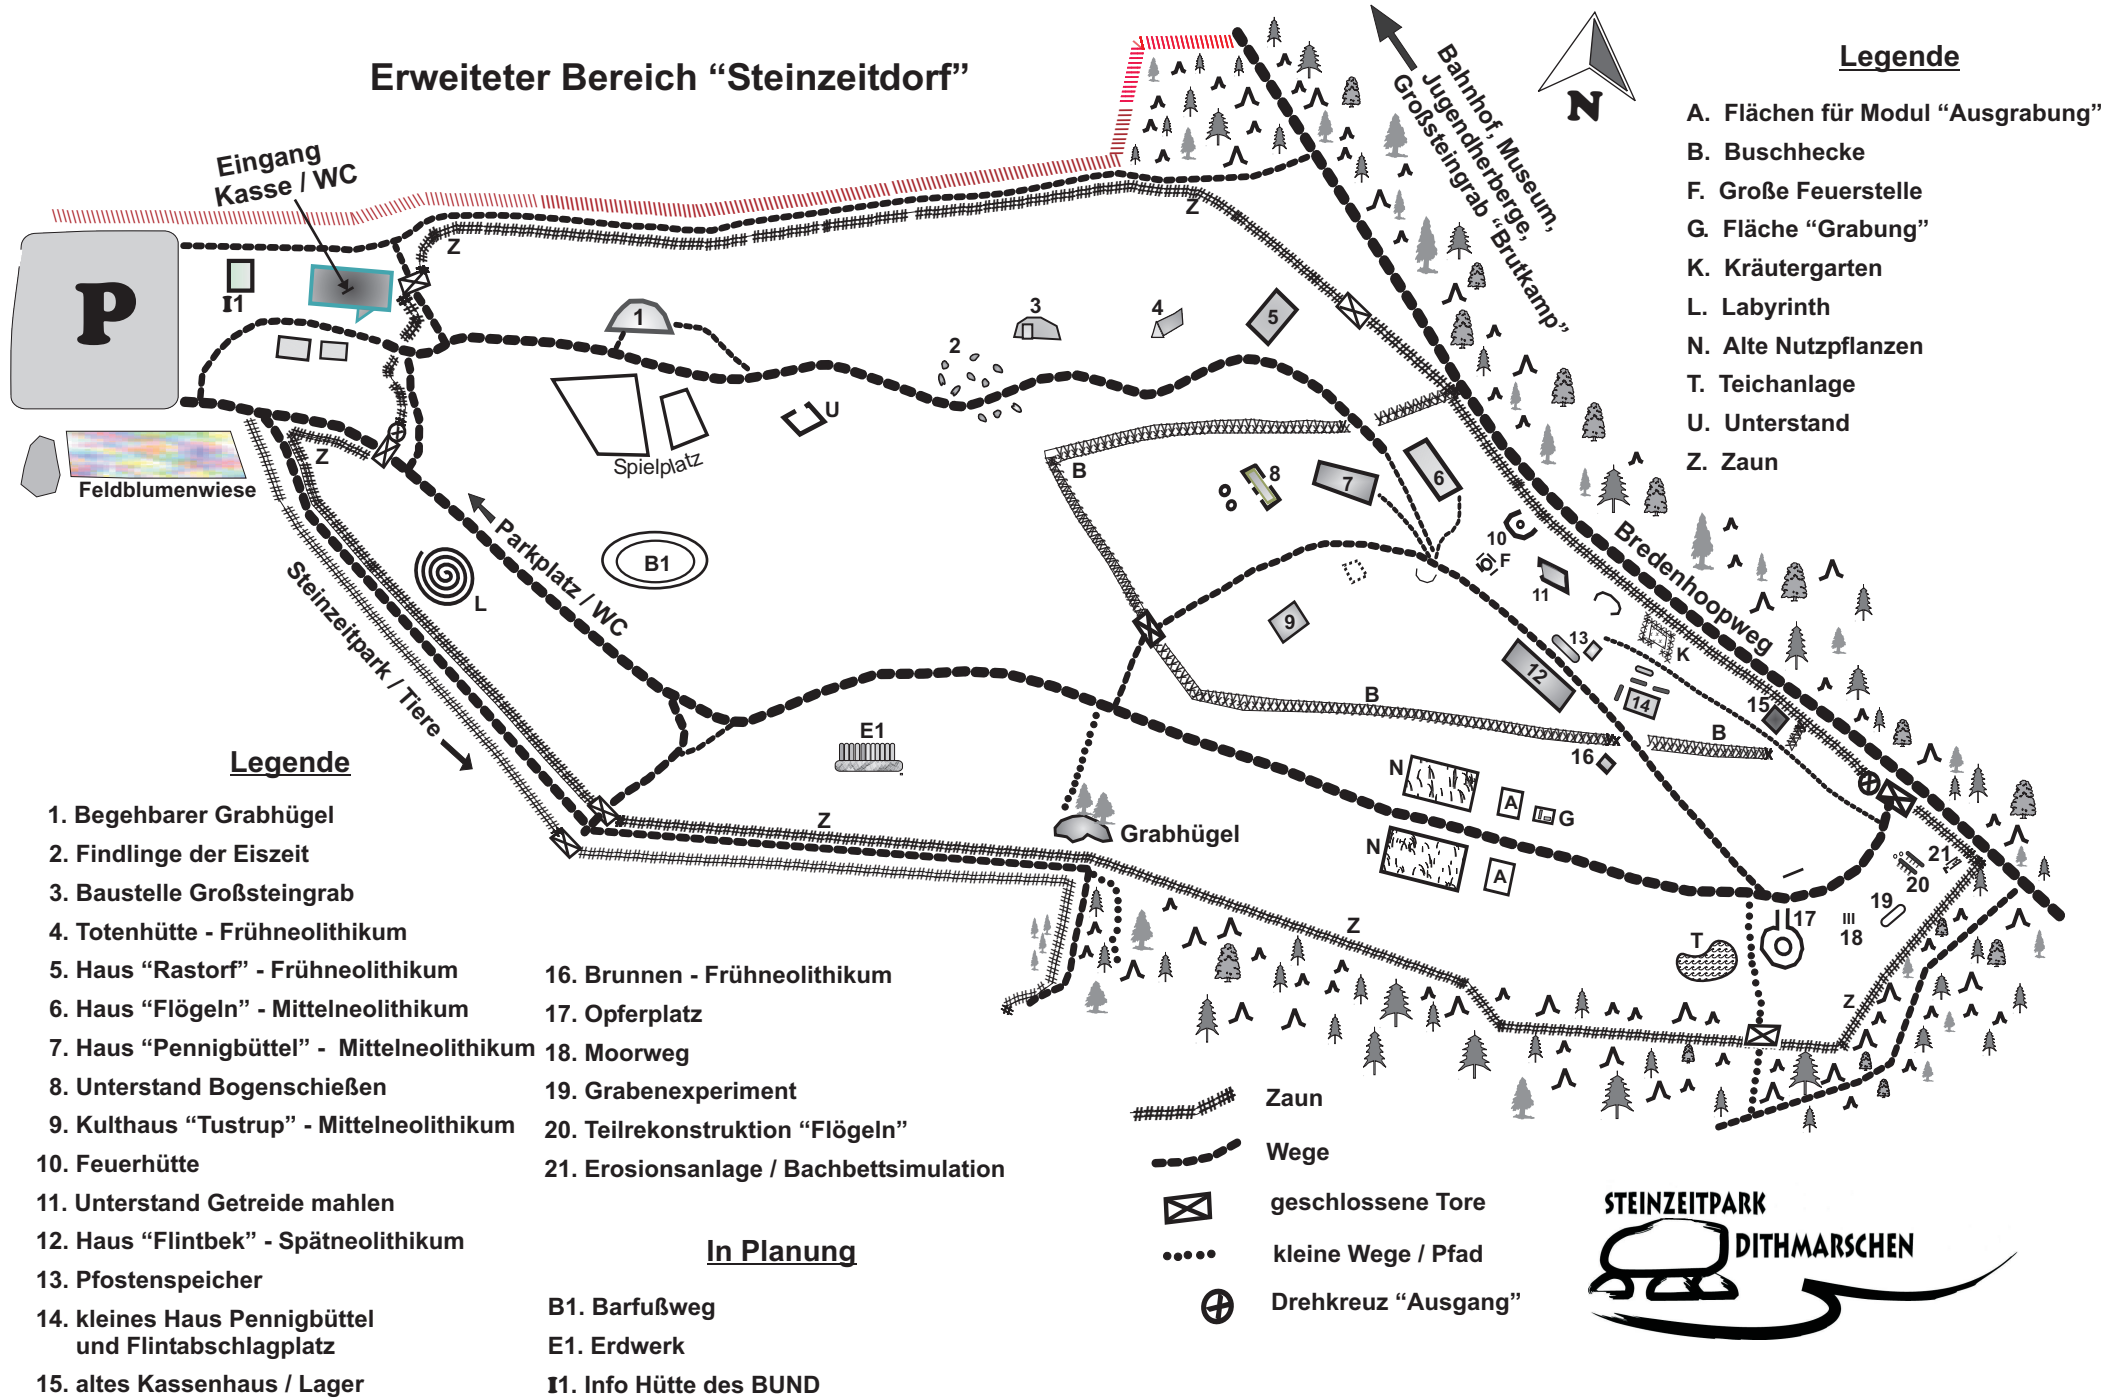 Erweiteter Bereich “Steinzeitdorf”
Eingang
Kasse / WC
P
I1
Z
Feldblumenwiese
Z
1
2
3
4
5
Z
Spielplatz
U
Bahnhof, Museum,
Jugendherberge,
Großsteingrab “Brutkamp”
N
Legende
A. Flächen für Modul “Ausgrabung”
B. Buschhecke
F. Große Feuerstelle
G. Fläche “Grabung”
K. Kräutergarten
L. Labyrinth
N. Alte Nutzpflanzen
T. Teichanlage
U. Unterstand
Z. Zaun
B
8
7
6
10
F
11
Bredenhoopweg
L
B1
Parkplatz / WC
Steinzeitpark / Tiere
9
13
12
14
K
15
B
B
16
E1
Z
Grabhügel
N
A
G
N
A
Z
T
17
18
19
20
21
Z
Legende
1. Begehbarer Grabhügel
2. Findlinge der Eiszeit
3. Baustelle Großsteingrab
4. Totenhütte - Frühneolithikum
5. Haus “Rastorf” - Frühneolithikum
6. Haus “Flögeln” - Mittelneolithikum
7. Haus “Pennigbüttel” - Mittelneolithikum
8. Unterstand Bogenschießen
9. Kulthaus “Tustrup” - Mittelneolithikum
10. Feuerhütte
11. Unterstand Getreide mahlen
12. Haus “Flintbek” - Spätneolithikum
13. Pfostenspeicher
14. kleines Haus Pennigbüttel
und Flintabschlagplatz
15. altes Kassenhaus / Lager
16. Brunnen - Frühneolithikum
17. Opferplatz
18. Moorweg
19. Grabenexperiment
20. Teilrekonstruktion “Flögeln”
21. Erosionsanlage / Bachbettsimulation
In Planung
B1. Barfußweg
E1. Erdwerk
I1. Info Hütte des BUND
Zaun
Wege
geschlossene Tore
kleine Wege / Pfad
Drehkreuz “Ausgang”
STEINZEITPARK
DITHMARSCHEN